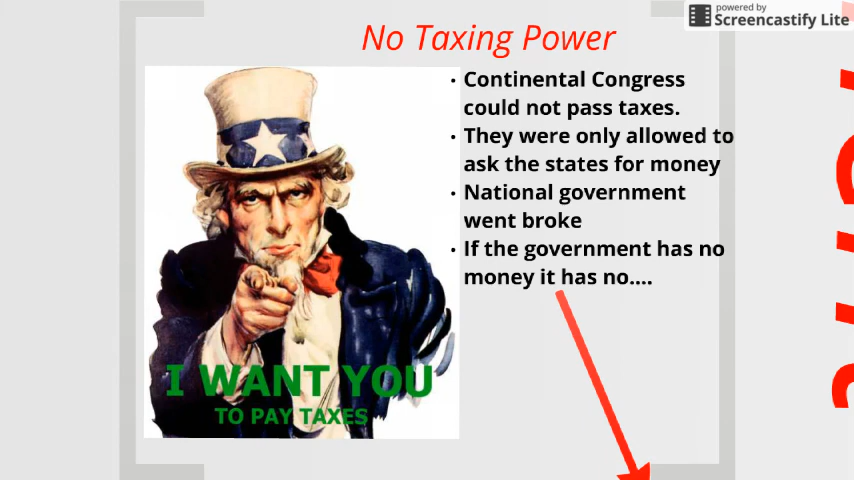 powered by
Screencastify Lite
No Taxing Power
• Continental Congress
could not pass taxes.
• They were only allowed to
ask the states for money
• National government
went broke
• If the government has no
money it has no....
I WANT YOU
TO PAY TAXES